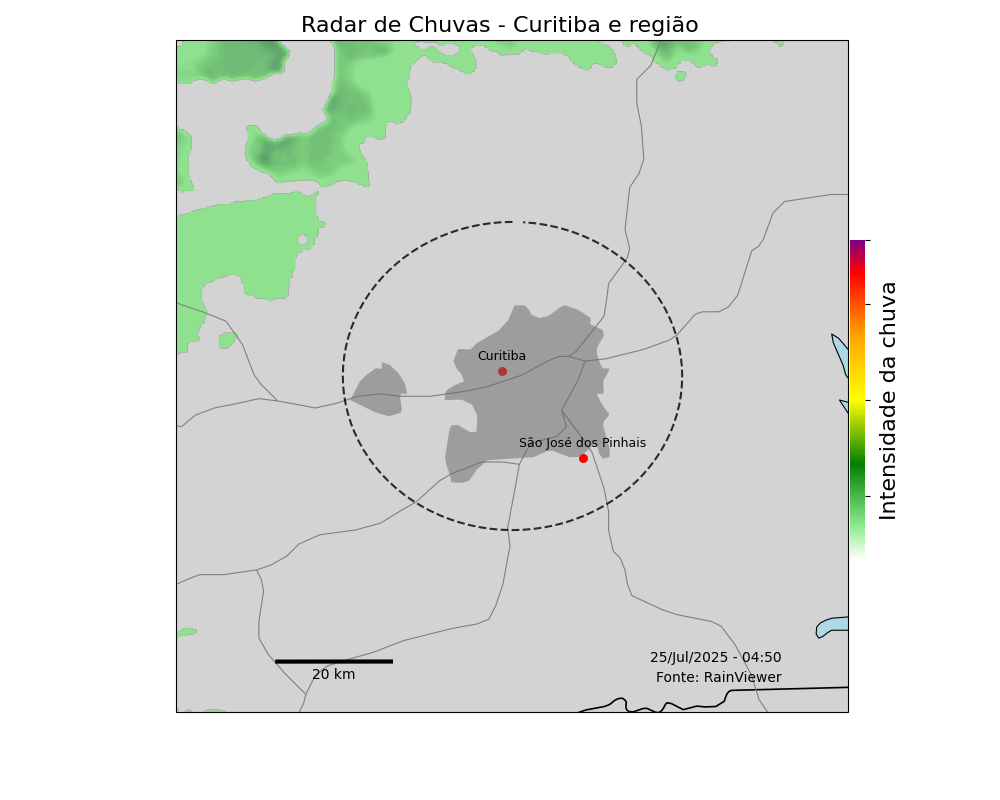 Radar de Chuvas - Curitiba e região
Curitiba
São José dos Pinhais
Intensidade da chuva
25/Jul/2025 - 04:50
Fonte: RainViewer
20 km